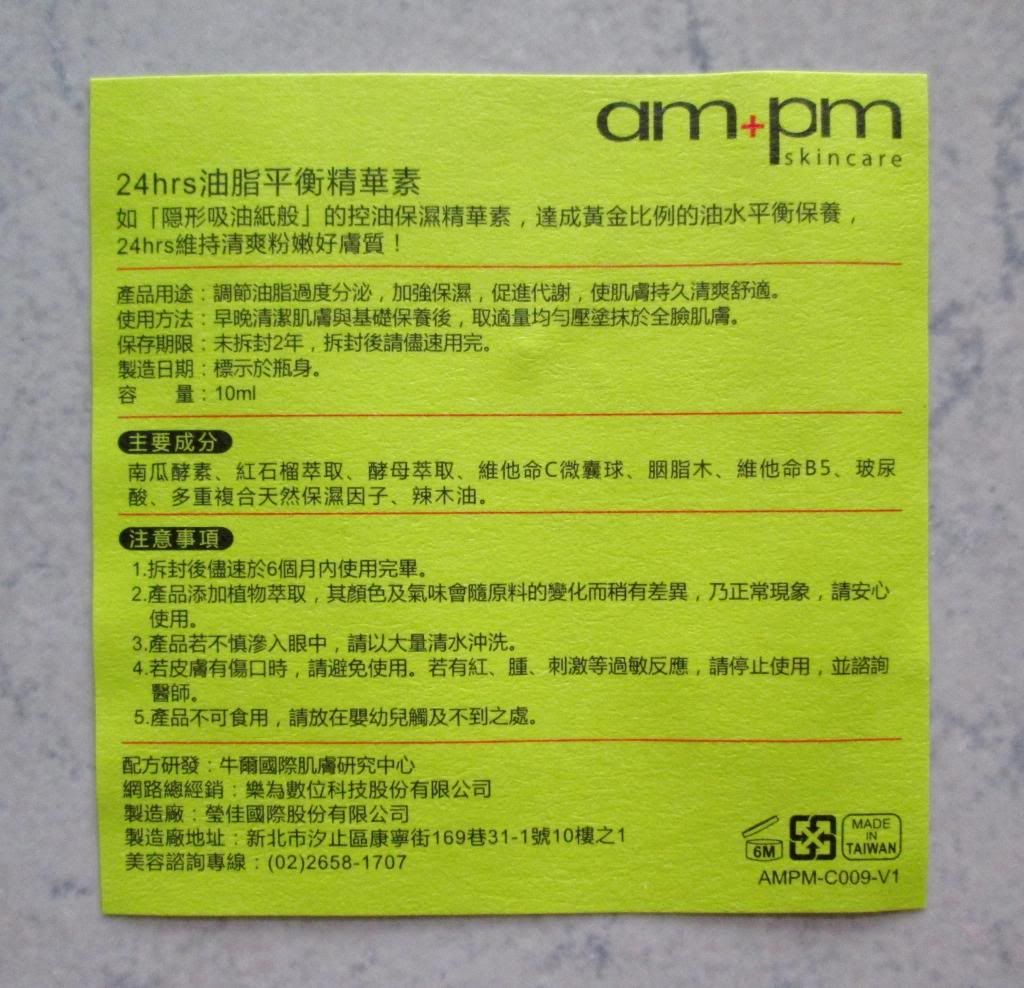 am+pm
skincare
24hrs油脂平衡精華素
如「隱形吸油紙般」的控油保濕精華素，達成黃金比例的油水平衡保養，
24hrs維持清爽粉嫩好膚質！
產品用途：調節油脂過度分泌，加強保濕，促進代謝，使肌膚持久清爽舒適。
使用方法：早晚清潔肌膚與基礎保養後，取適量均勻壓塗抹於全臉肌膚。
保存期限：未拆封2年，拆封後請儘速用完。
製造日期：標示於瓶身。
容　　量：10ml
主要成分
南瓜酵素、紅石榴萃取、酵母萃取、維他命C微囊球、胭脂木、維他命B5、玻尿
酸、多重複合天然保濕因子、辣木油。
注意事項
1.拆封後儘速於6個月內使用完畢。
2.產品添加植物萃取，其顏色及氣味會隨原料的變化而稍有差異，乃正常現象，請安心
使用。
3.產品若不慎滲入眼中，請以大量清水沖洗。
4.若皮膚有傷口時，請避免使用。若有紅、腫、刺激等過敏反應，請停止使用，並諮詢
醫師。
5.產品不可食用，請放在嬰幼兒觸及不到之處。
配方研發：牛爾國際肌膚研究中心
網路總經銷：樂為數位科技股份有限公司
製造廠：瑩佳國際股份有限公司
製造廠地址：新北市汐止區康寧街169巷31-1號10樓之1
美容諮詢專線：(02)2658-1707
6M
MADE
IN
TAIWAN
AMPM-C009-V1